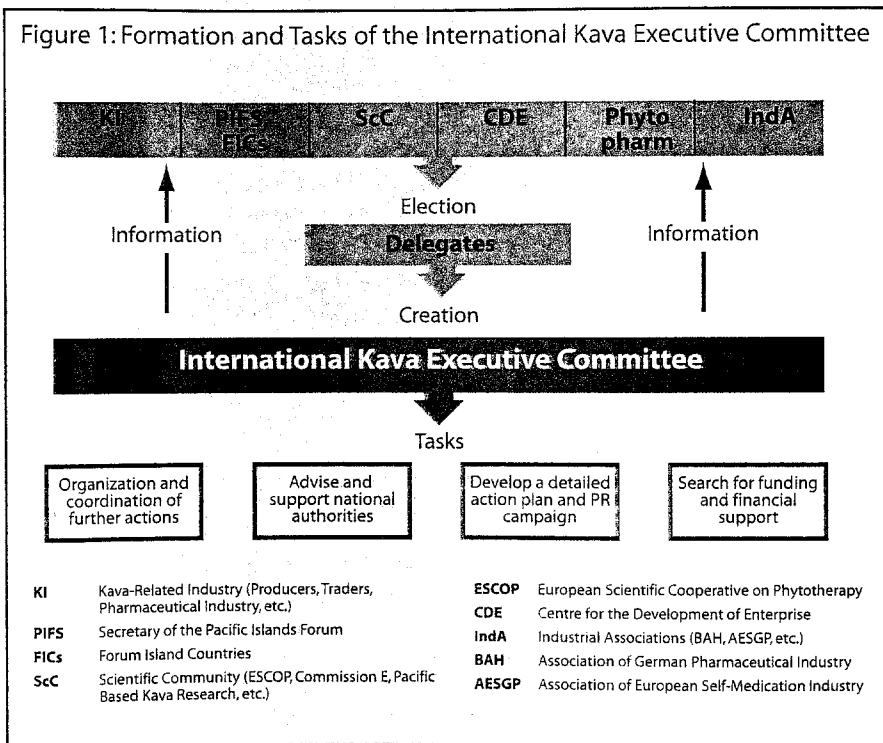 Figure 1: Formation and Tasks of the International Kava Executive Committee
KI
PIFS
FICs
ScC
CDE
Phyto
pharm
IndA
Election
Information
Information
Delegates
Creation
International Kava Executive Committee
Tasks
Organization and
coordination of
further actions
Advise and
support national
authorities
Develop a detailed
action plan and PR
campaign
Search for funding
and financial
support
KI Kava-Related Industry (Producers, Traders,
Pharmaceutical Industry, etc.)
PIFS Secretary of the Pacific Islands Forum
FICs Forum Island Countries
ScC Scientific Community (ESCOP, Commission E, Pacific
Based Kava Research, etc.)
ESCOP European Scientific Cooperative on Phytotherapy
CDE Centre for the Development of Enterprise
IndA Industrial Associations (BAH, AESGP, etc.)
BAH Association of German Pharmaceutical Industry
AESGP Association of European Self-Medication Industry